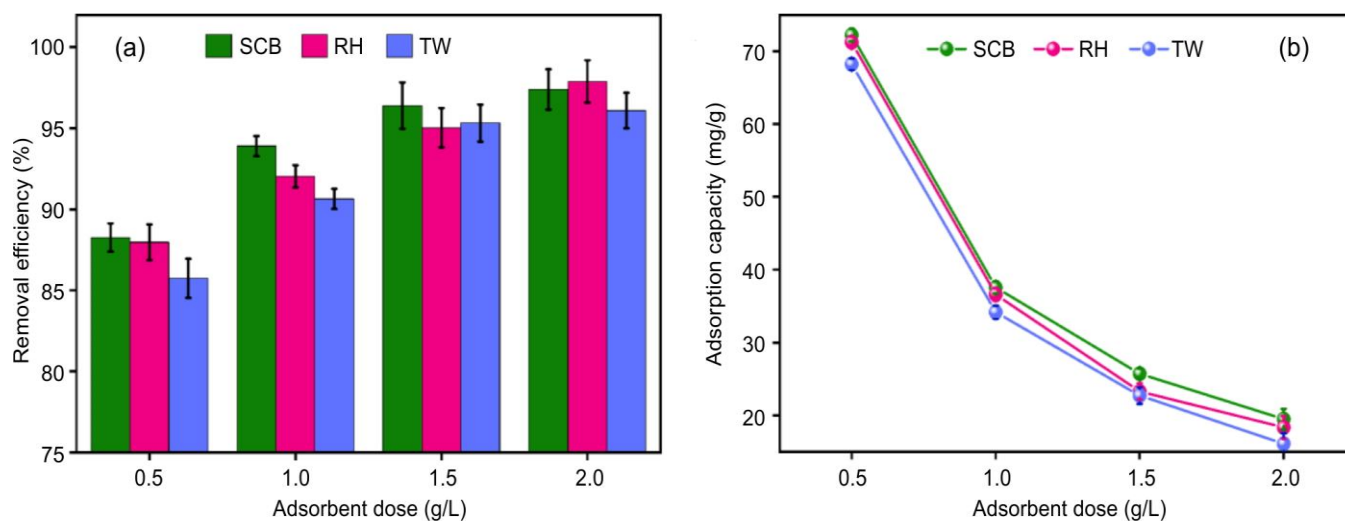 (a) SCB RH TW
Removal efficiency (%)
100
95
90
85
80
75
0.5 1.0 1.5 2.0
Adsorbent dose (g/L)
(b) SCB RH TW
Adsorption capacity (mg/g)
70
60
50
40
30
20
0.5 1.0 1.5 2.0
Adsorbent dose (g/L)